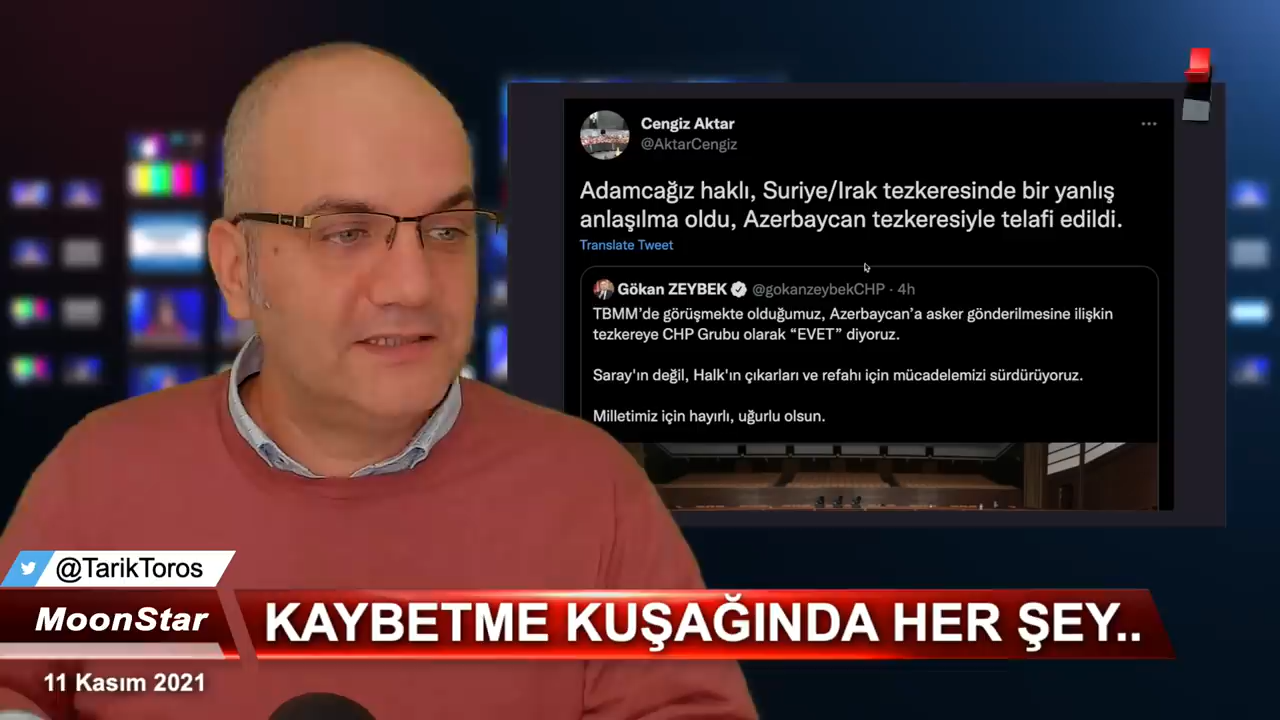 Cengiz Aktar
@AktarCengiz
Adamcağız haklı, Suriye/Irak tezkeresinde bir yanlış
anlaşılma oldu, Azerbaycan tezkeresiyle telafi edildi.
Translate Tweet
Gökan ZEYBEK @gokanzeybekCHP · 4h
TBMM'de görüşmekte olduğumuz, Azerbaycan'a asker gönderilmesine ilişkin
tezkereye CHP Grubu olarak “EVET” diyoruz.
Saray'ın değil, Halk'ın çıkarları ve refahı için mücadelemizi sürdürüyoruz.
Milletimiz için hayırlı, uğurlu olsun.
@TarikToros
MoonStar
KAYBETME KUŞAĞINDA HER ŞEY..
11 Kasım 2021